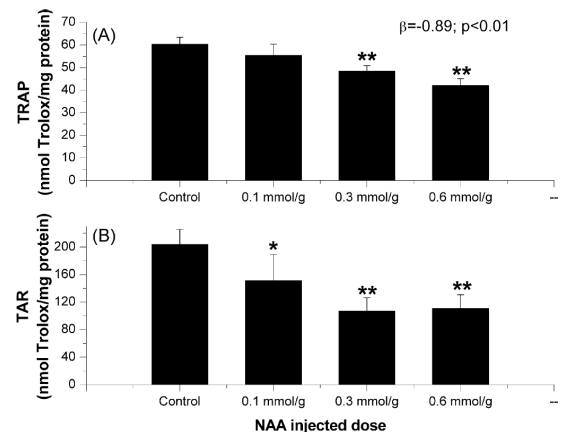 (A)
β=-0.89; p<0.01
TRAP
(nmol Trolox/mg protein)
70
60
50
40
30
20
10
0
**
**
Control 0.1 mmol/g 0.3 mmol/g 0.6 mmol/g --
(B)
TAR
(nmol Trolox/mg protein)
200
160
120
80
40
0
*
**
**
Control 0.1 mmol/g 0.3 mmol/g 0.6 mmol/g --
NAA injected dose